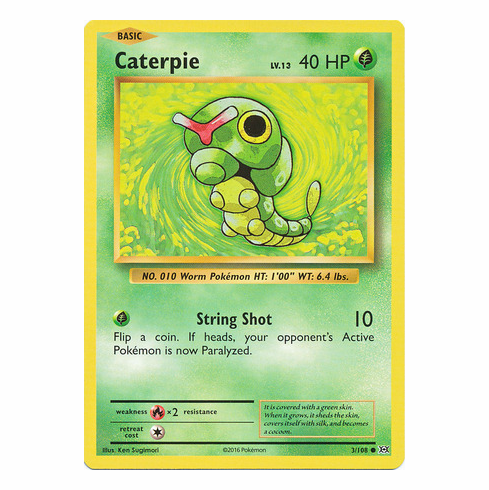 BASIC
Caterpie LV.13 40 HP
NO. 010 Worm Pokémon HT: 1'00" WT: 6.4 lbs.
String Shot 10
Flip a coin. If heads, your opponent's Active
Pokémon is now Paralyzed.
weakness ×2 resistance
retreat
cost
It is covered with a green skin.
When it grows, it sheds the skin,
covers itself with silk, and becomes
a cocoon.
Illus. Ken Sugimori ©2016 Pokémon 3/108